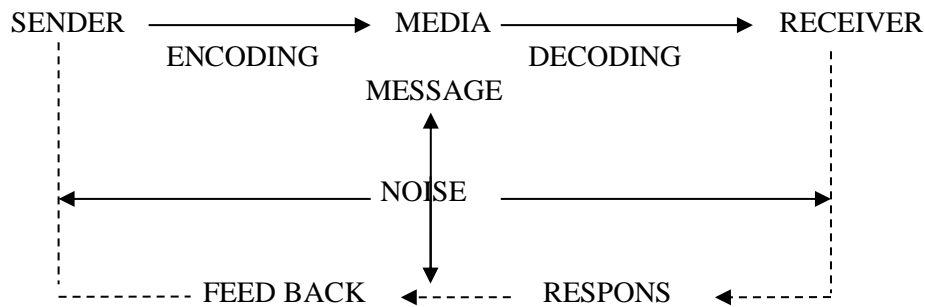 SENDER MEDIA RECEIVER
ENCODING DECODING
MESSAGE
NOISE
FEED BACK RESPONS